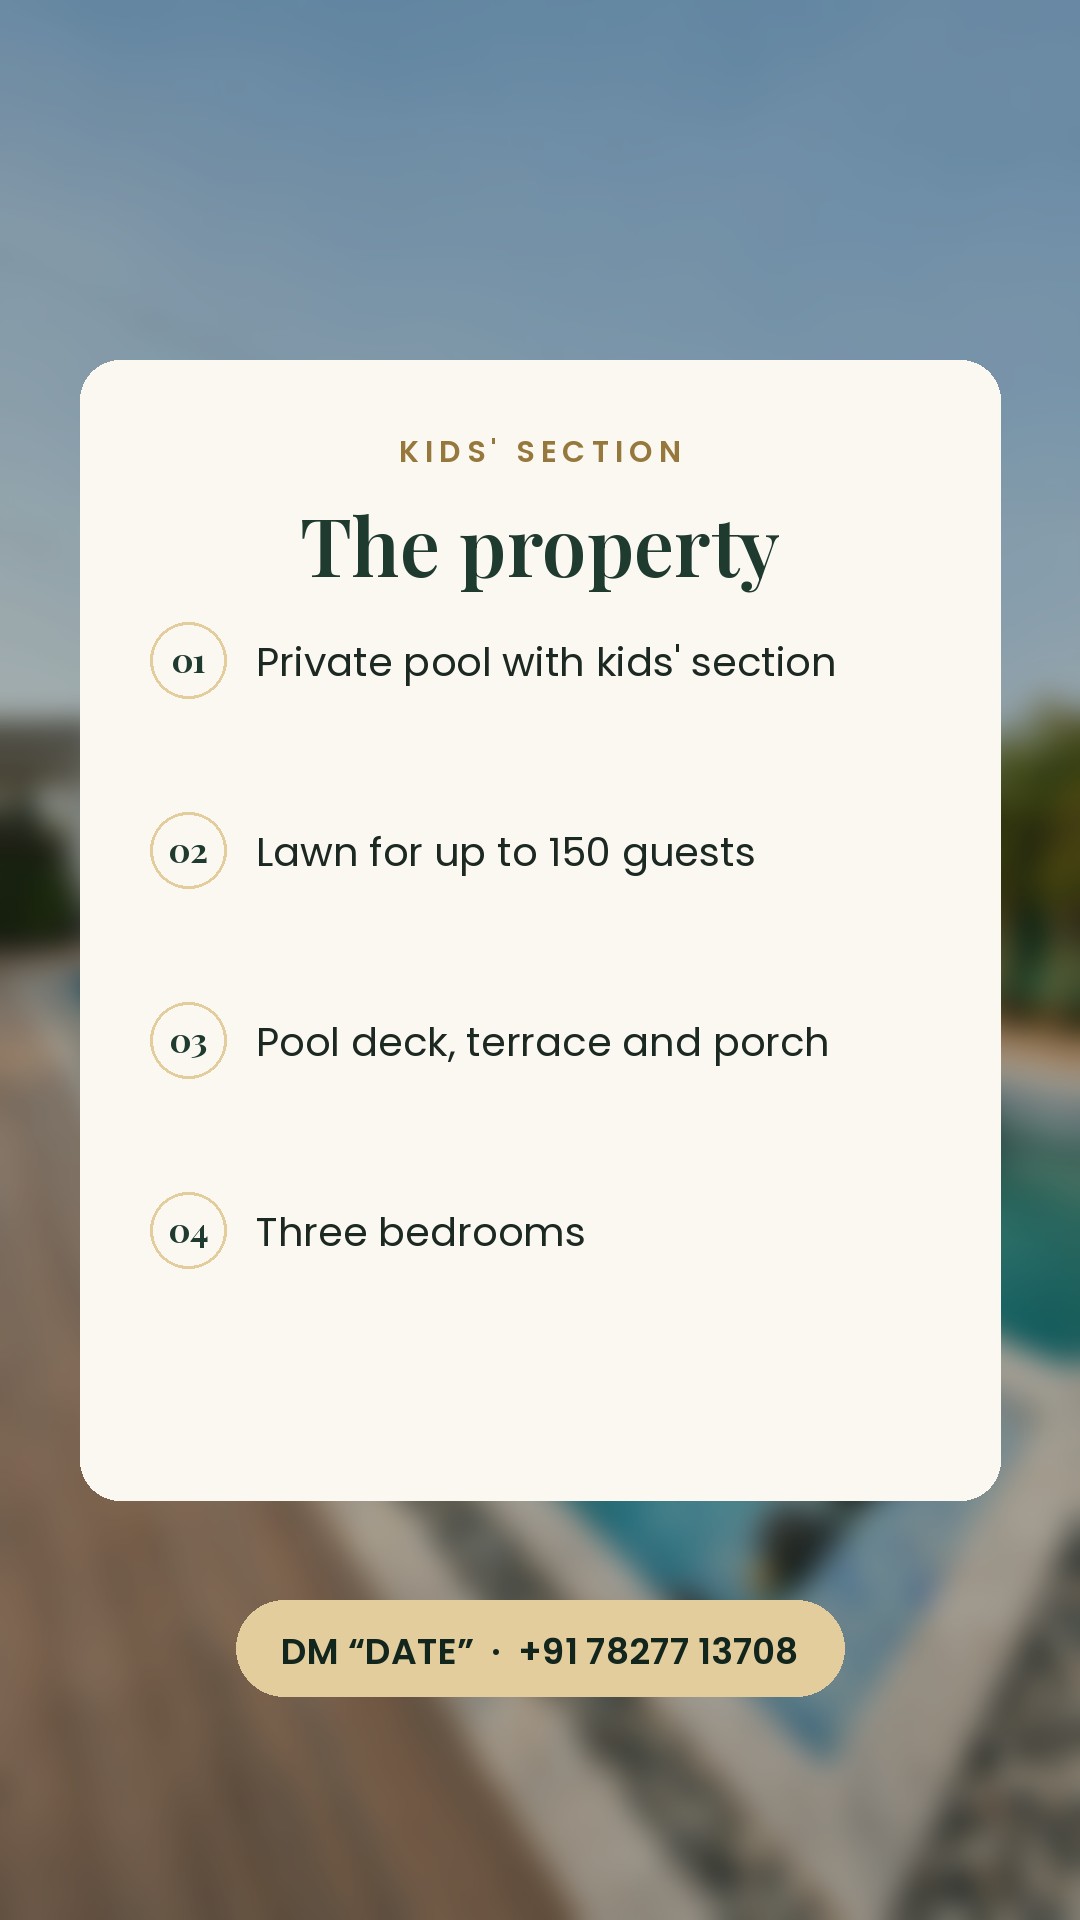 KIDS' SECTION
The property
01 Private pool with kids' section
02 Lawn for up to 150 guests
03 Pool deck, terrace and porch
04 Three bedrooms
DM “DATE” · +91 78277 13708